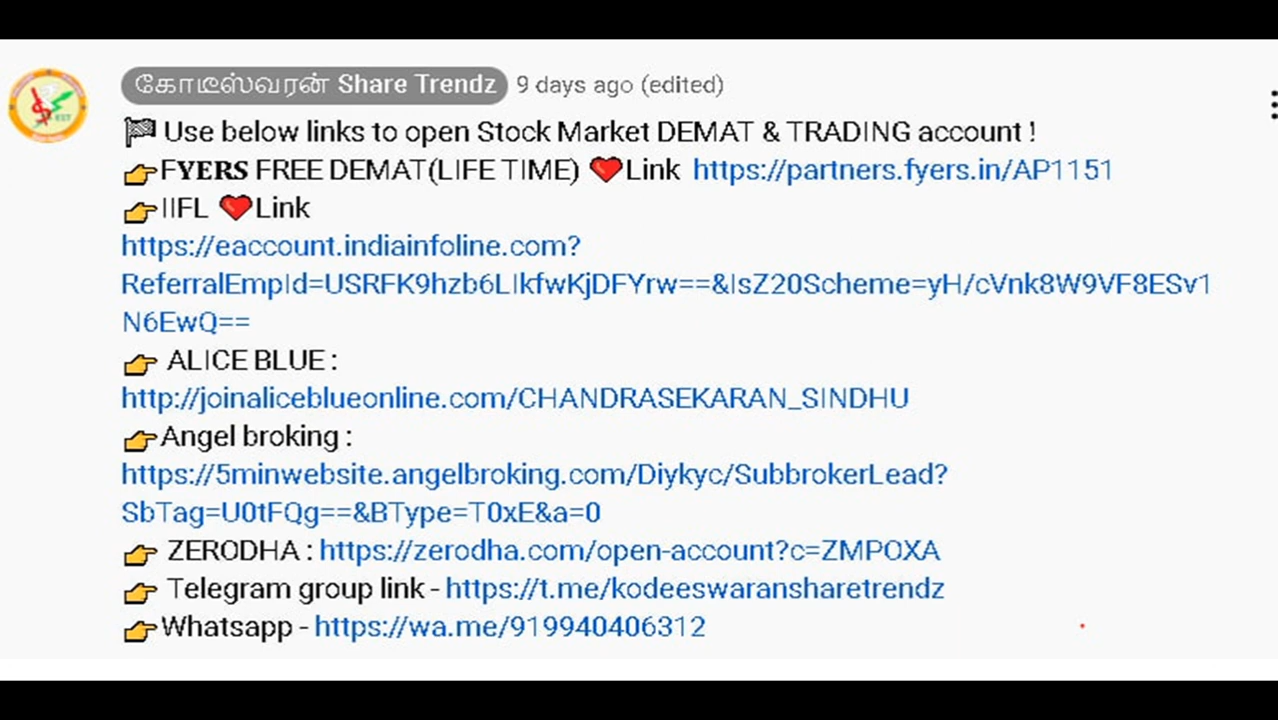 கோடீஸ்வரன் Share Trendz 9 days ago (edited)
🏁 Use below links to open Stock Market DEMAT & TRADING account !
👉FYERS FREE DEMAT(LIFE TIME) ❤️Link https://partners.fyers.in/AP1151
👉IIFL ❤️Link
https://eaccount.indiainfoline.com?
ReferralEmpId=USRFK9hzb6LIkfwKjDFYrw==&IsZ20Scheme=yH/cVnk8W9VF8ESv1
N6EwQ==
👉 ALICE BLUE :
http://joinaliceblueonline.com/CHANDRASEKARAN_SINDHU
👉Angel broking :
https://5minwebsite.angelbroking.com/Diykyc/SubbrokerLead?
SbTag=U0tFQg==&BType=T0xE&a=0
👉 ZERODHA : https://zerodha.com/open-account?c=ZMPOXA
👉 Telegram group link - https://t.me/kodeeswaransharetrendz
👉Whatsapp - https://wa.me/919940406312